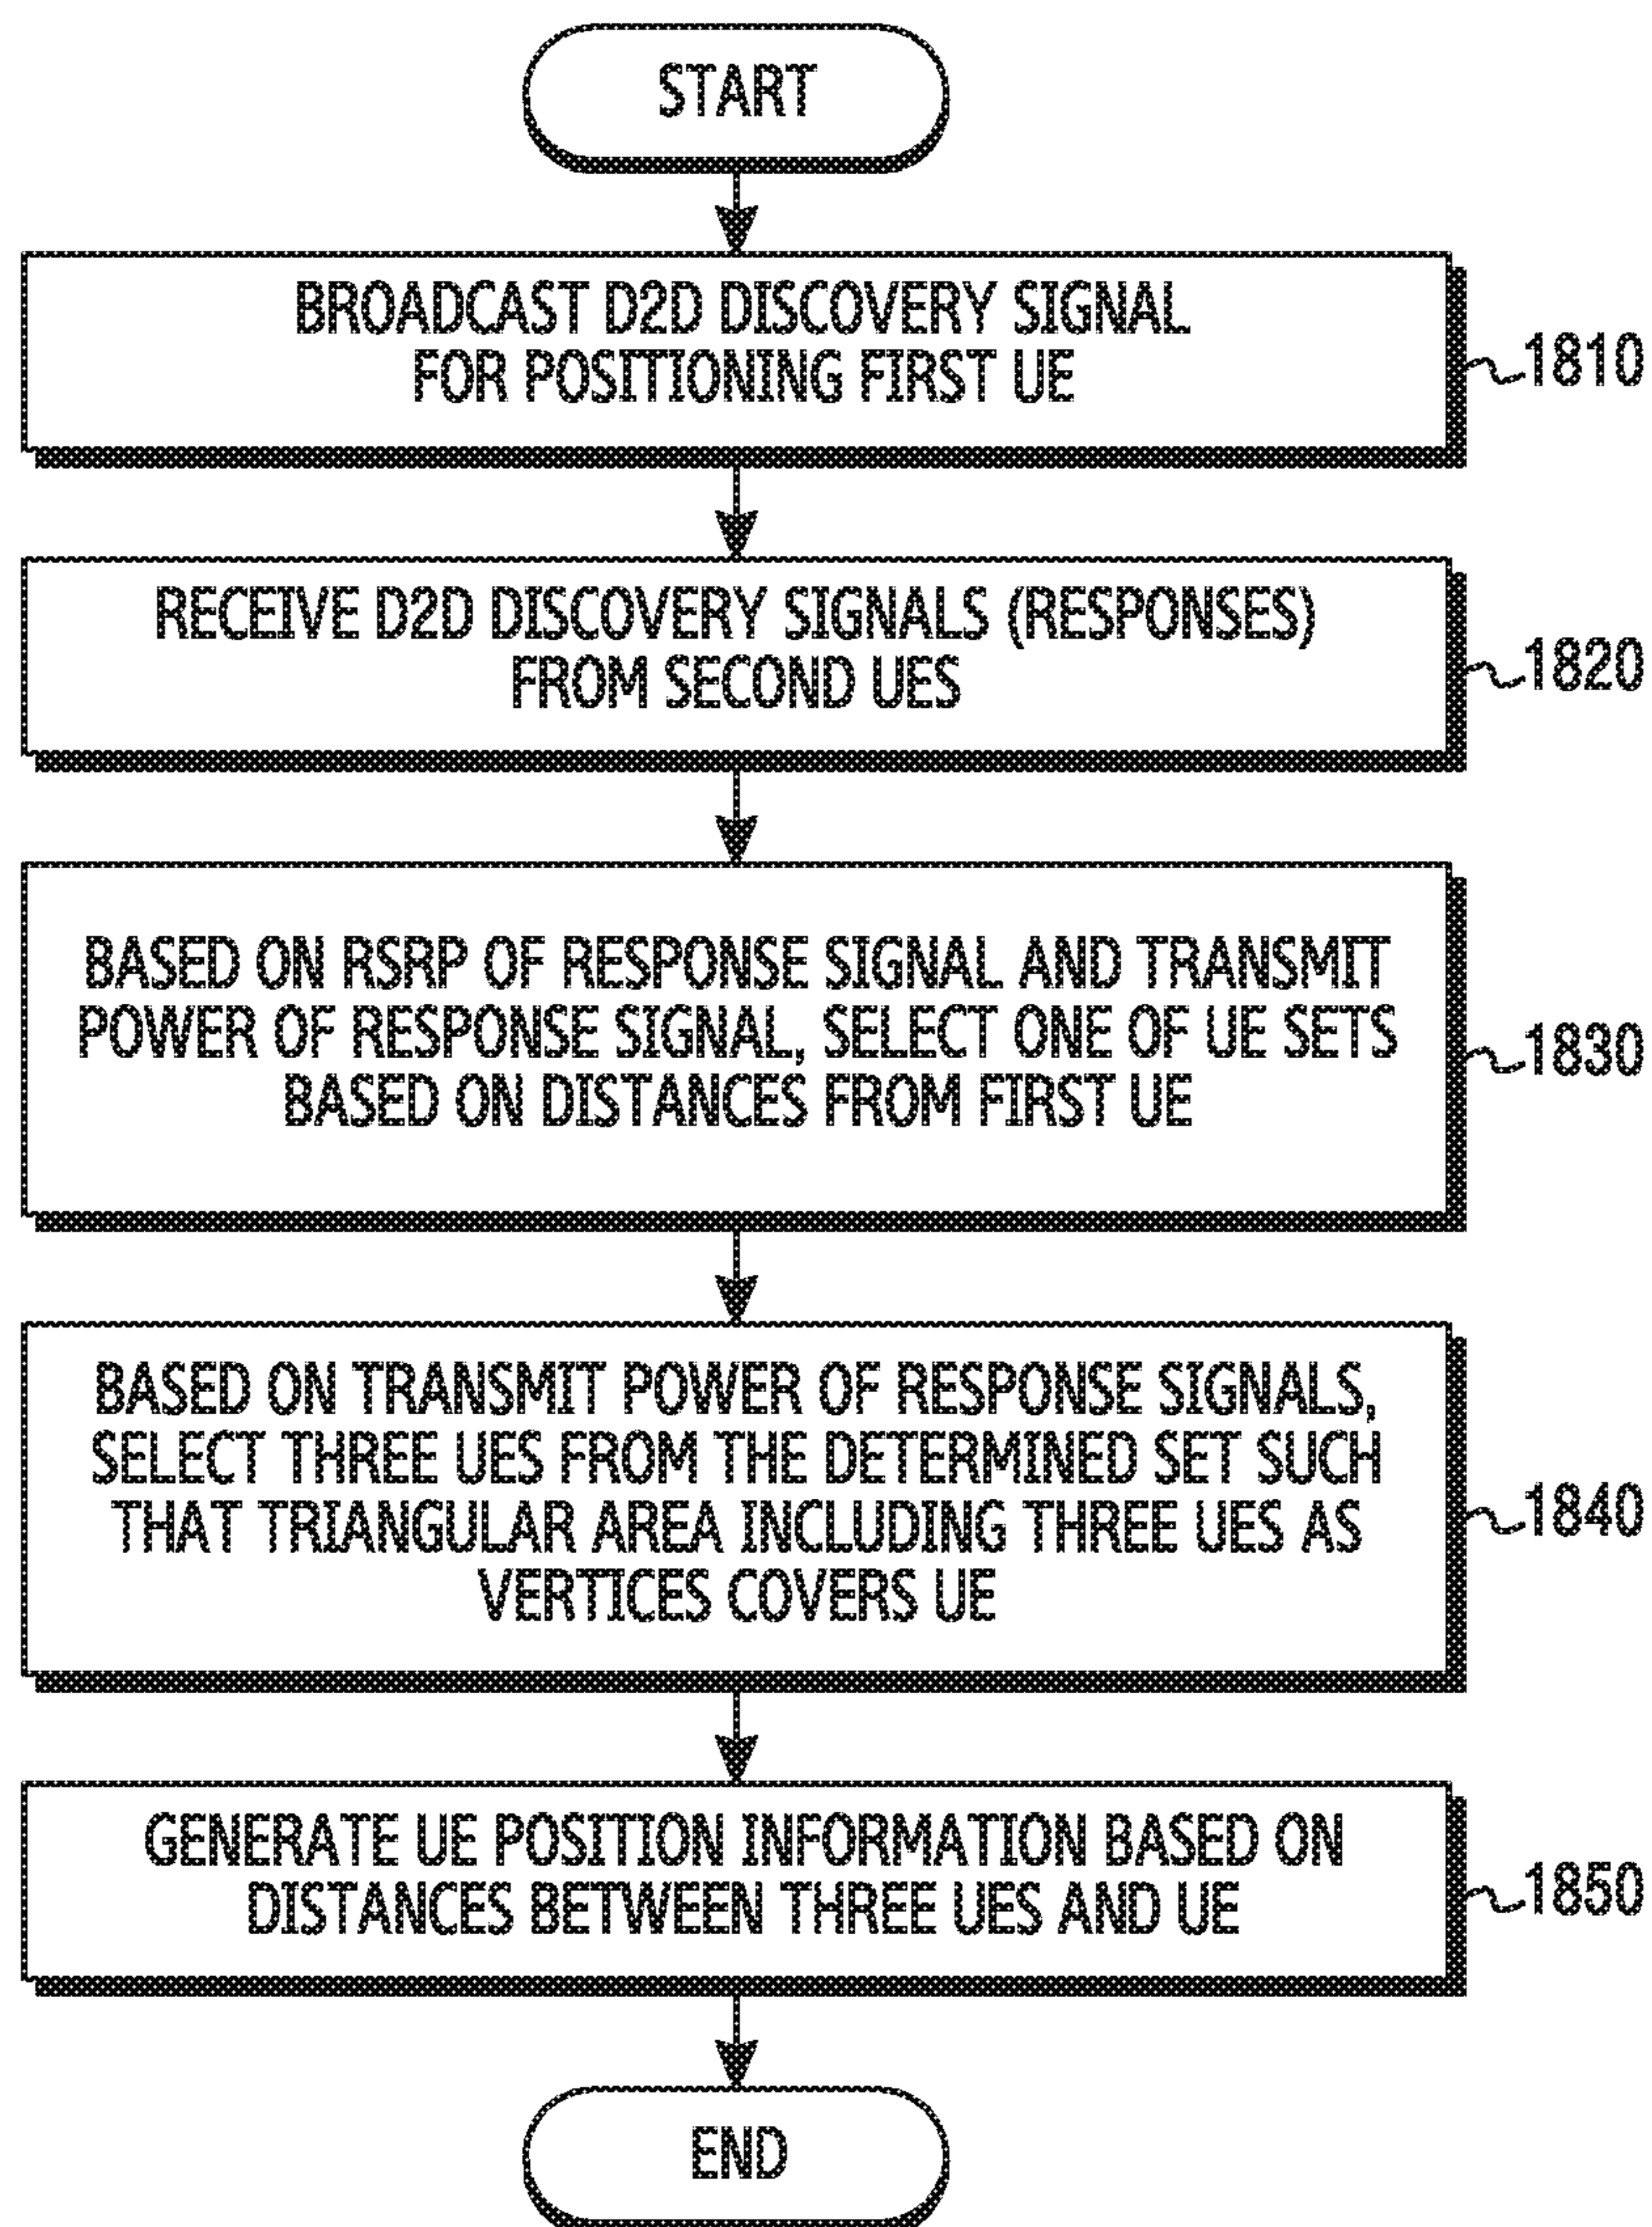 START
BROADCAST D2D DISCOVERY SIGNAL
FOR POSITIONING FIRST UE
1810
RECEIVE D2D DISCOVERY SIGNALS (RESPONSES)
FROM SECOND UES
1820
BASED ON RSRP OF RESPONSE SIGNAL AND TRANSMIT
POWER OF RESPONSE SIGNAL, SELECT ONE OF UE SETS
BASED ON DISTANCES FROM FIRST UE
1830
BASED ON TRANSMIT POWER OF RESPONSE SIGNALS,
SELECT THREE UES FROM THE DETERMINED SET SUCH
THAT TRIANGULAR AREA INCLUDING THREE UES AS
VERTICES COVERS UE
1840
GENERATE UE POSITION INFORMATION BASED ON
DISTANCES BETWEEN THREE UES AND UE
1850
END